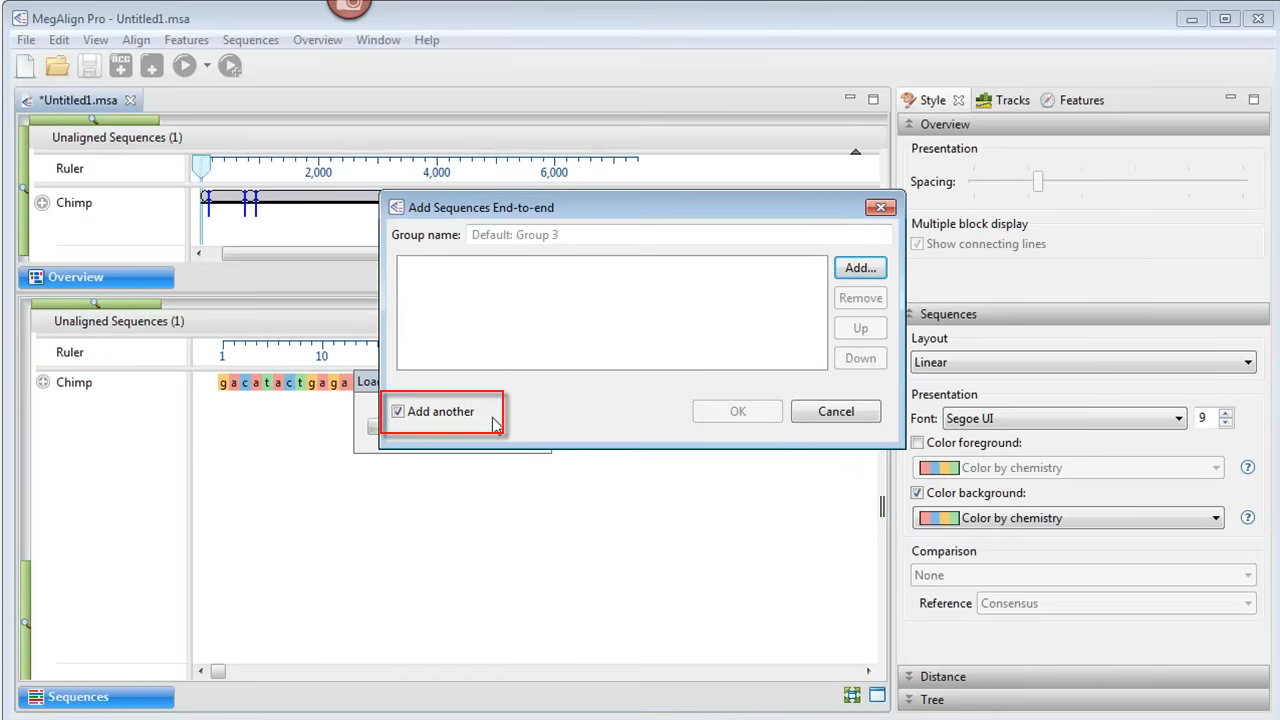 MegAlign Pro - Untitled1.msa
File Edit View Align Features Sequences Overview Window Help
*Untitled1.msa
Unaligned Sequences (1)
Ruler
2,000 4,000 6,000
Chimp
Overview
Unaligned Sequences (1)
Ruler
1 10
Chimp
g a c a t a c t g a g a
Add Sequences End-to-end
Group name: Default: Group 3
Add...
Remove
Up
Down
Add another
OK
Cancel
Sequences
Style Tracks Features
Overview
Presentation
Spacing:
Multiple block display
Show connecting lines
Sequences
Layout
Linear
Presentation
Font: Segoe UI 9
Color foreground:
Color by chemistry
Color background:
Color by chemistry
Comparison
None
Reference Consensus
Distance
Tree